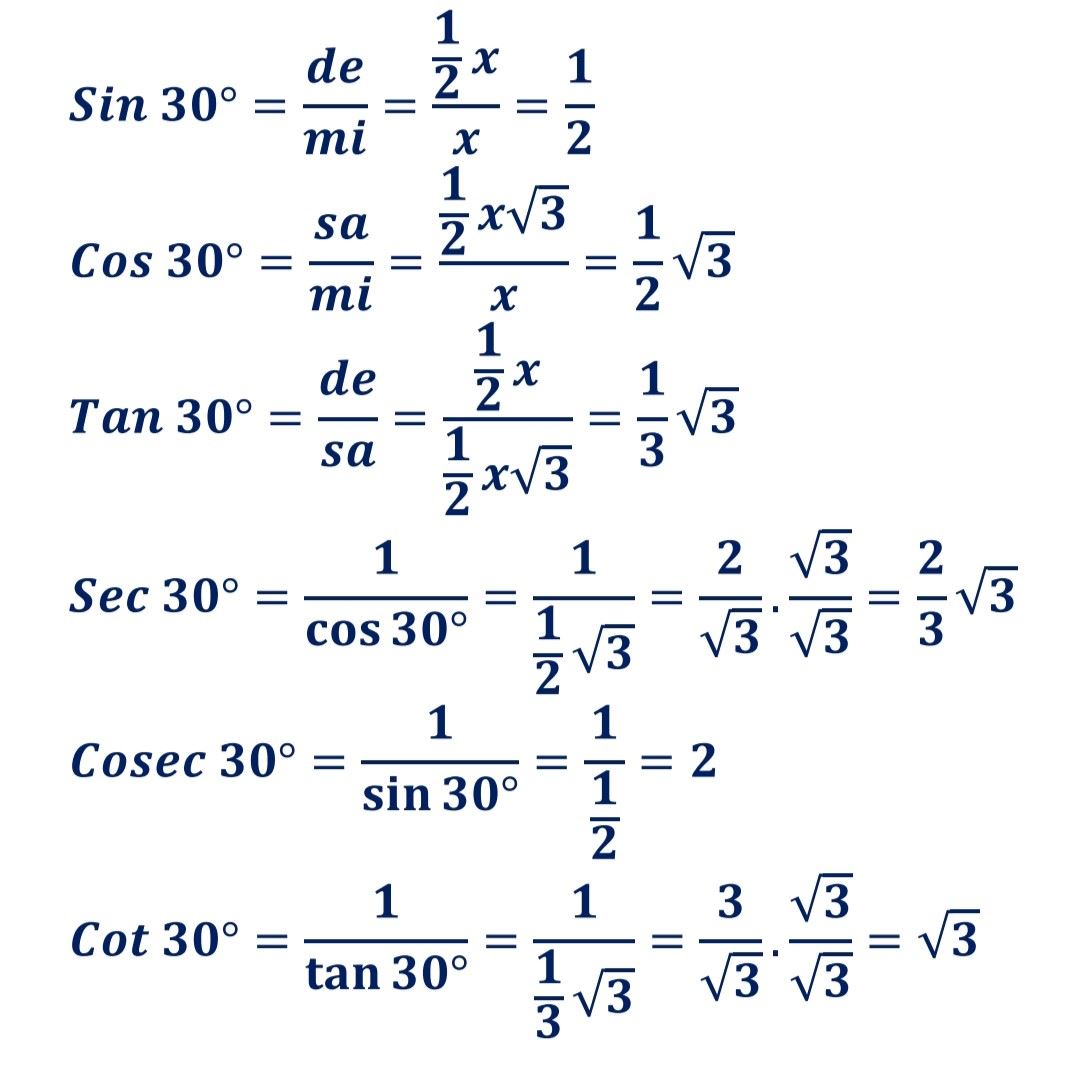 Sin 30° = de/mi = (1/2 x)/x = 1/2
Cos 30° = sa/mi = (1/2 x√3)/x = 1/2 √3
Tan 30° = de/sa = (1/2 x)/(1/2 x√3) = 1/3 √3
Sec 30° = 1/(cos 30°) = 1/(1/2 √3) = 2/√3 . √3/√3 = 2/3 √3
Cosec 30° = 1/(sin 30°) = 1/(1/2) = 2
Cot 30° = 1/(tan 30°) = 1/(1/3 √3) = 3/√3 . √3/√3 = √3